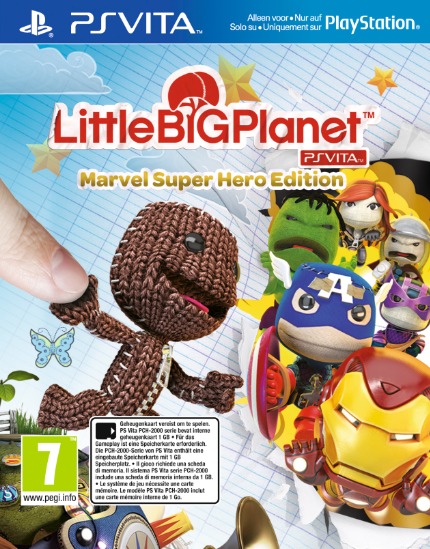 PSVITA™
Alleen voor • Nur auf
Solo su • Uniquement sur
PlayStation®
LittleBIGPlanet™
PSVITA™
Marvel Super Hero Edition
A
Geheugenkaart vereist om te spelen.
PS Vita PCH-2000 serie bevat interne
geheugenkaart 1 GB • Für das
Gameplay ist eine Speicherkarte erforderlich.
Die PCH-2000-Serie von PS Vita enthält eine
eingebaute Speicherkarte mit 1 GB
Speicherplatz. • Il gioco richiede una scheda
di memoria. Il sistema PS Vita serie PCH-2000
include una scheda di memoria interna da 1 GB.
• Le système de jeu nécessite une carte
mémoire. Le modèle PS Vita PCH-2000 inclut
une carte mémoire interne de 1 Go.
7
www.pegi.info